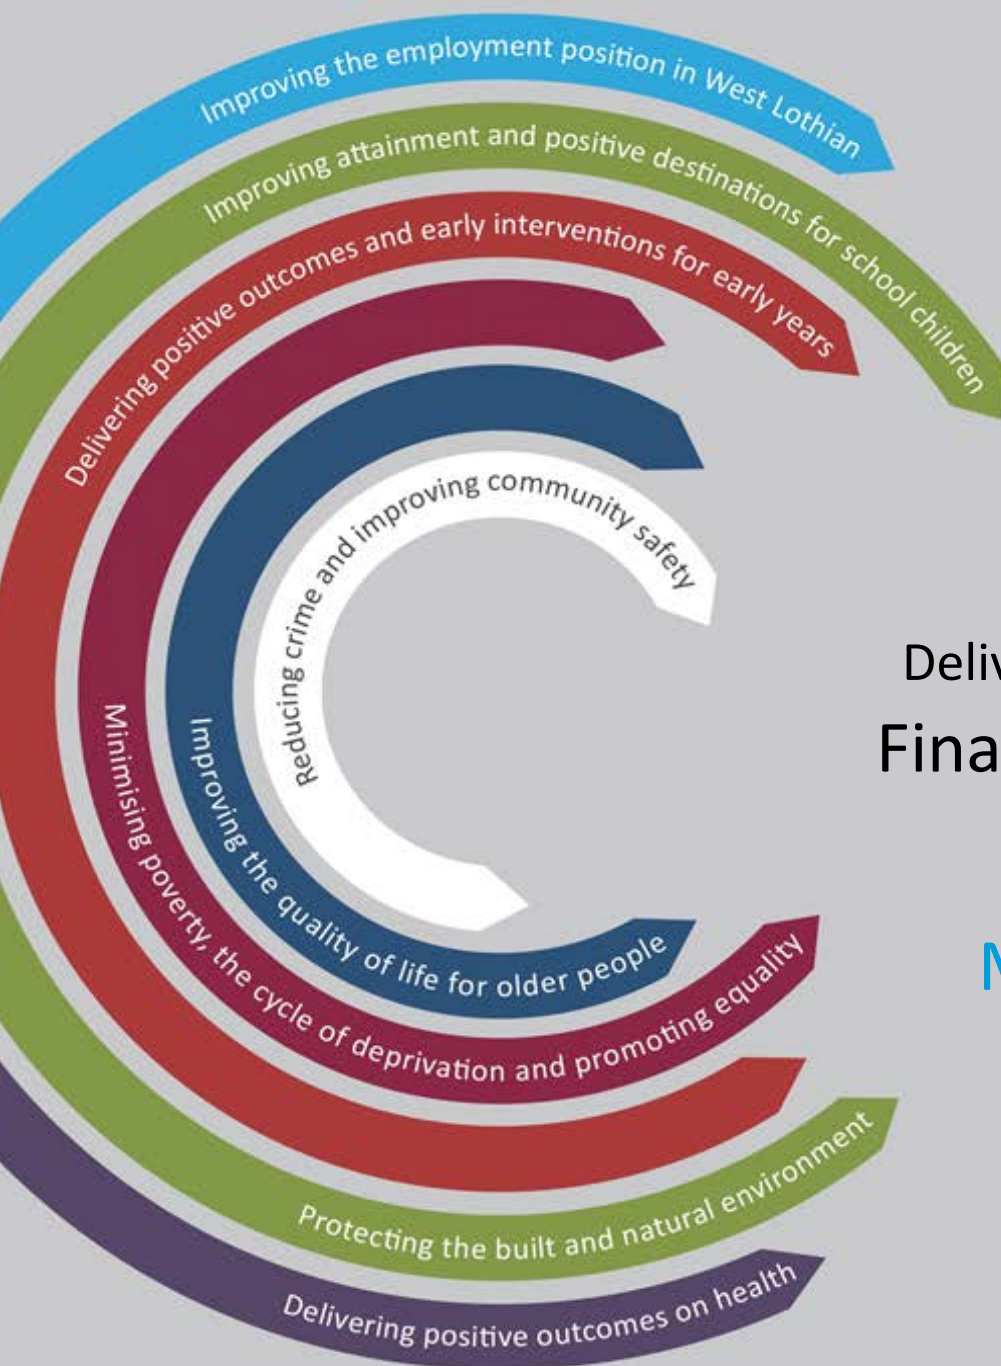 Improving the employment position in West Lothian
Improving attainment and positive destinations for school children
Delivering positive outcomes and early interventions for early years
Reducing crime and improving community safety
Improving the quality of life for older people
Minimising poverty, the cycle of deprivation and promoting equality
Protecting the built and natural environment
Delivering positive outcomes on health